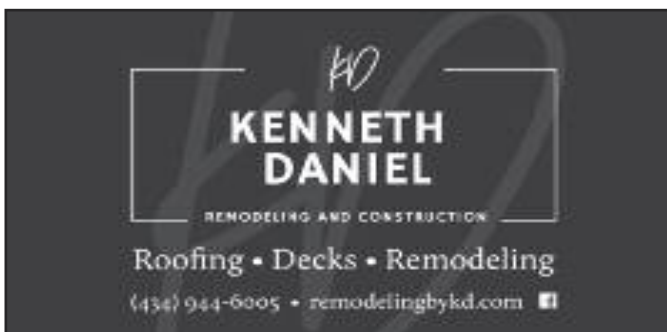 KD
KENNETH
DANIEL
REMODELING AND CONSTRUCTION
Roofing • Decks • Remodeling
(434) 944-6005 • remodelingbykd.com f